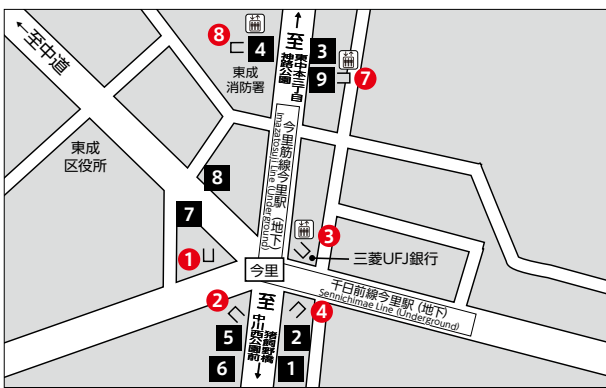 ←至中道
8
4
至
東中本三丁目
神路公園
3
9
7
東成
消防署
東成
区役所
今里筋線今里駅（地下）
Imazatosuji Line (Underground)
8
7
1
3
三菱UFJ銀行
今里
千日前線今里駅（地下）
Sennichimae Line (Underground)
2
至
猪飼野橋
中川西公園前
4
5
6
2
1